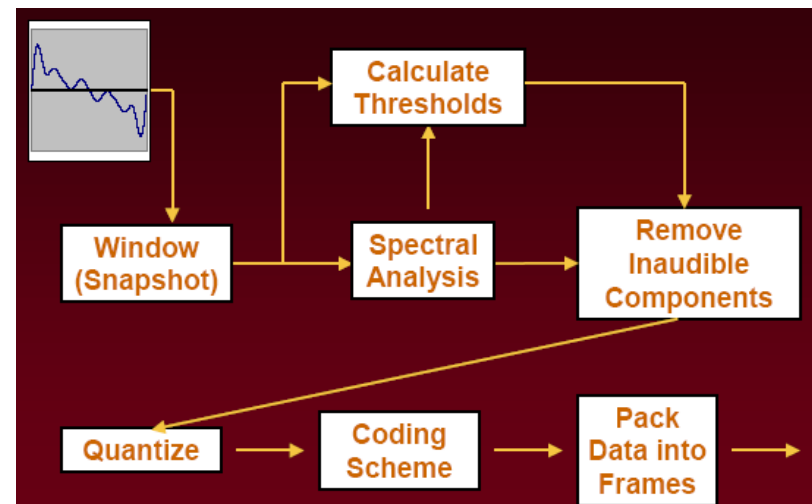 Calculate
Thresholds
Window
(Snapshot)
Spectral
Analysis
Remove
Inaudible
Components
Quantize
Coding
Scheme
Pack
Data into
Frames